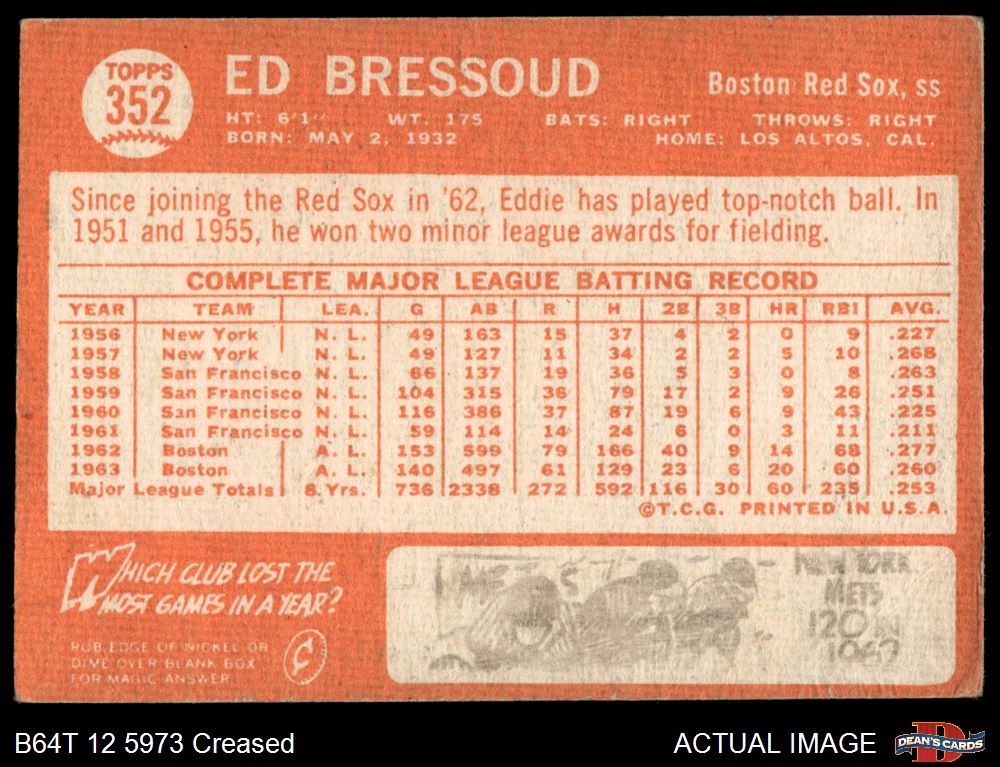 TOPPS
352
ED BRESSOUD
Boston Red Sox, ss
HT: 6'1" WT. 175 BATS: RIGHT THROWS: RIGHT
BORN: MAY 2, 1932 HOME: LOS ALTOS, CAL.
Since joining the Red Sox in '62, Eddie has played top-notch ball. In
1951 and 1955, he won two minor league awards for fielding.
COMPLETE MAJOR LEAGUE BATTING RECORD
YEAR TEAM LEA. G AB R H 2B 3B HR RBI AVG.
1956 New York N. L. 49 163 15 37 4 2 0 9 .227
1957 New York N. L. 49 127 11 34 2 2 5 10 .268
1958 San Francisco N. L. 66 137 19 36 5 3 0 8 .263
1959 San Francisco N. L. 104 315 36 79 17 2 9 26 .251
1960 San Francisco N. L. 116 386 37 87 19 6 9 43 .225
1961 San Francisco N. L. 59 114 14 24 6 0 3 11 .211
1962 Boston A. L. 153 599 79 166 40 9 14 68 .277
1963 Boston A. L. 140 497 61 129 23 6 20 60 .260
Major League Totals 8 Yrs. 736 2338 272 592 116 30 60 235 .253
©T.C.G. PRINTED IN U.S.A.
WHICH CLUB LOST THE
MOST GAMES IN A YEAR?
RUB EDGE OF NICKEL OR
DIME OVER BLANK BOX
FOR MAGIC ANSWER
NEW YORK
METS
120 IN
1962
B64T 12 5973 Creased
ACTUAL IMAGE
DEAN'S CARDS